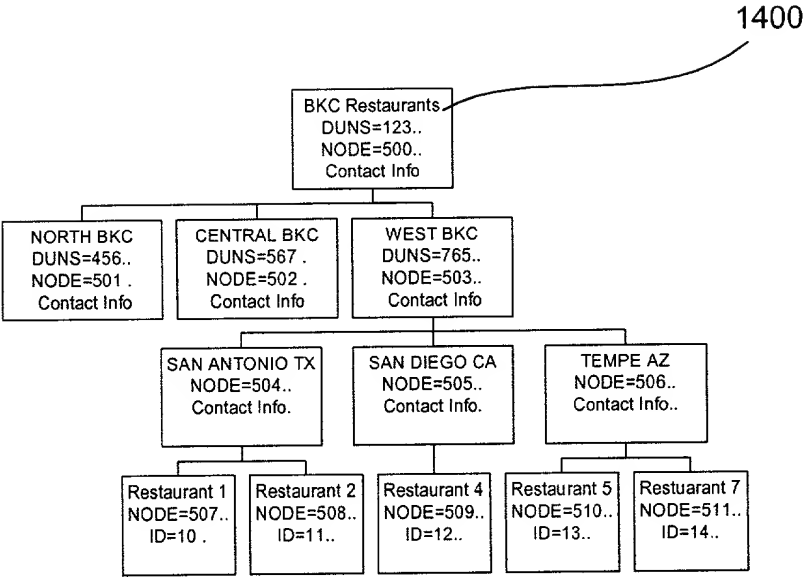 1400
BKC Restaurants
DUNS=123..
NODE=500..
Contact Info
NORTH BKC
DUNS=456..
NODE=501 .
Contact Info
CENTRAL BKC
DUNS=567 .
NODE=502 .
Contact Info
WEST BKC
DUNS=765..
NODE=503..
Contact Info
SAN ANTONIO TX
NODE=504..
Contact Info.
SAN DIEGO CA
NODE=505..
Contact Info.
TEMPE AZ
NODE=506..
Contact Info..
Restaurant 1
NODE=507..
ID=10 .
Restaurant 2
NODE=508..
ID=11..
Restaurant 4
NODE=509..
ID=12..
Restaurant 5
NODE=510..
ID=13..
Restuarant 7
NODE=511..
ID=14..